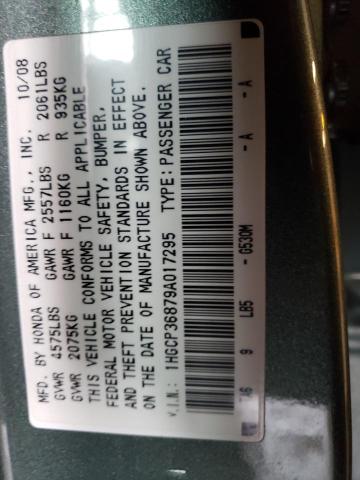 MFD. BY HONDA OF AMERICA MFG., INC. 10/08
GVWR 4575LBS GAWR F 2557LBS R 2061LBS
GVWR 2075KG GAWR F 1160KG R 935KG
THIS VEHICLE CONFORMS TO ALL APPLICABLE
FEDERAL MOTOR VEHICLE SAFETY, BUMPER,
AND THEFT PREVENTION STANDARDS IN EFFECT
ON THE DATE OF MANUFACTURE SHOWN ABOVE.
V.I.N.: 1HGCP36879A017295 TYPE: PASSENGER CAR
A6 9 LB5 - G530M - A - A